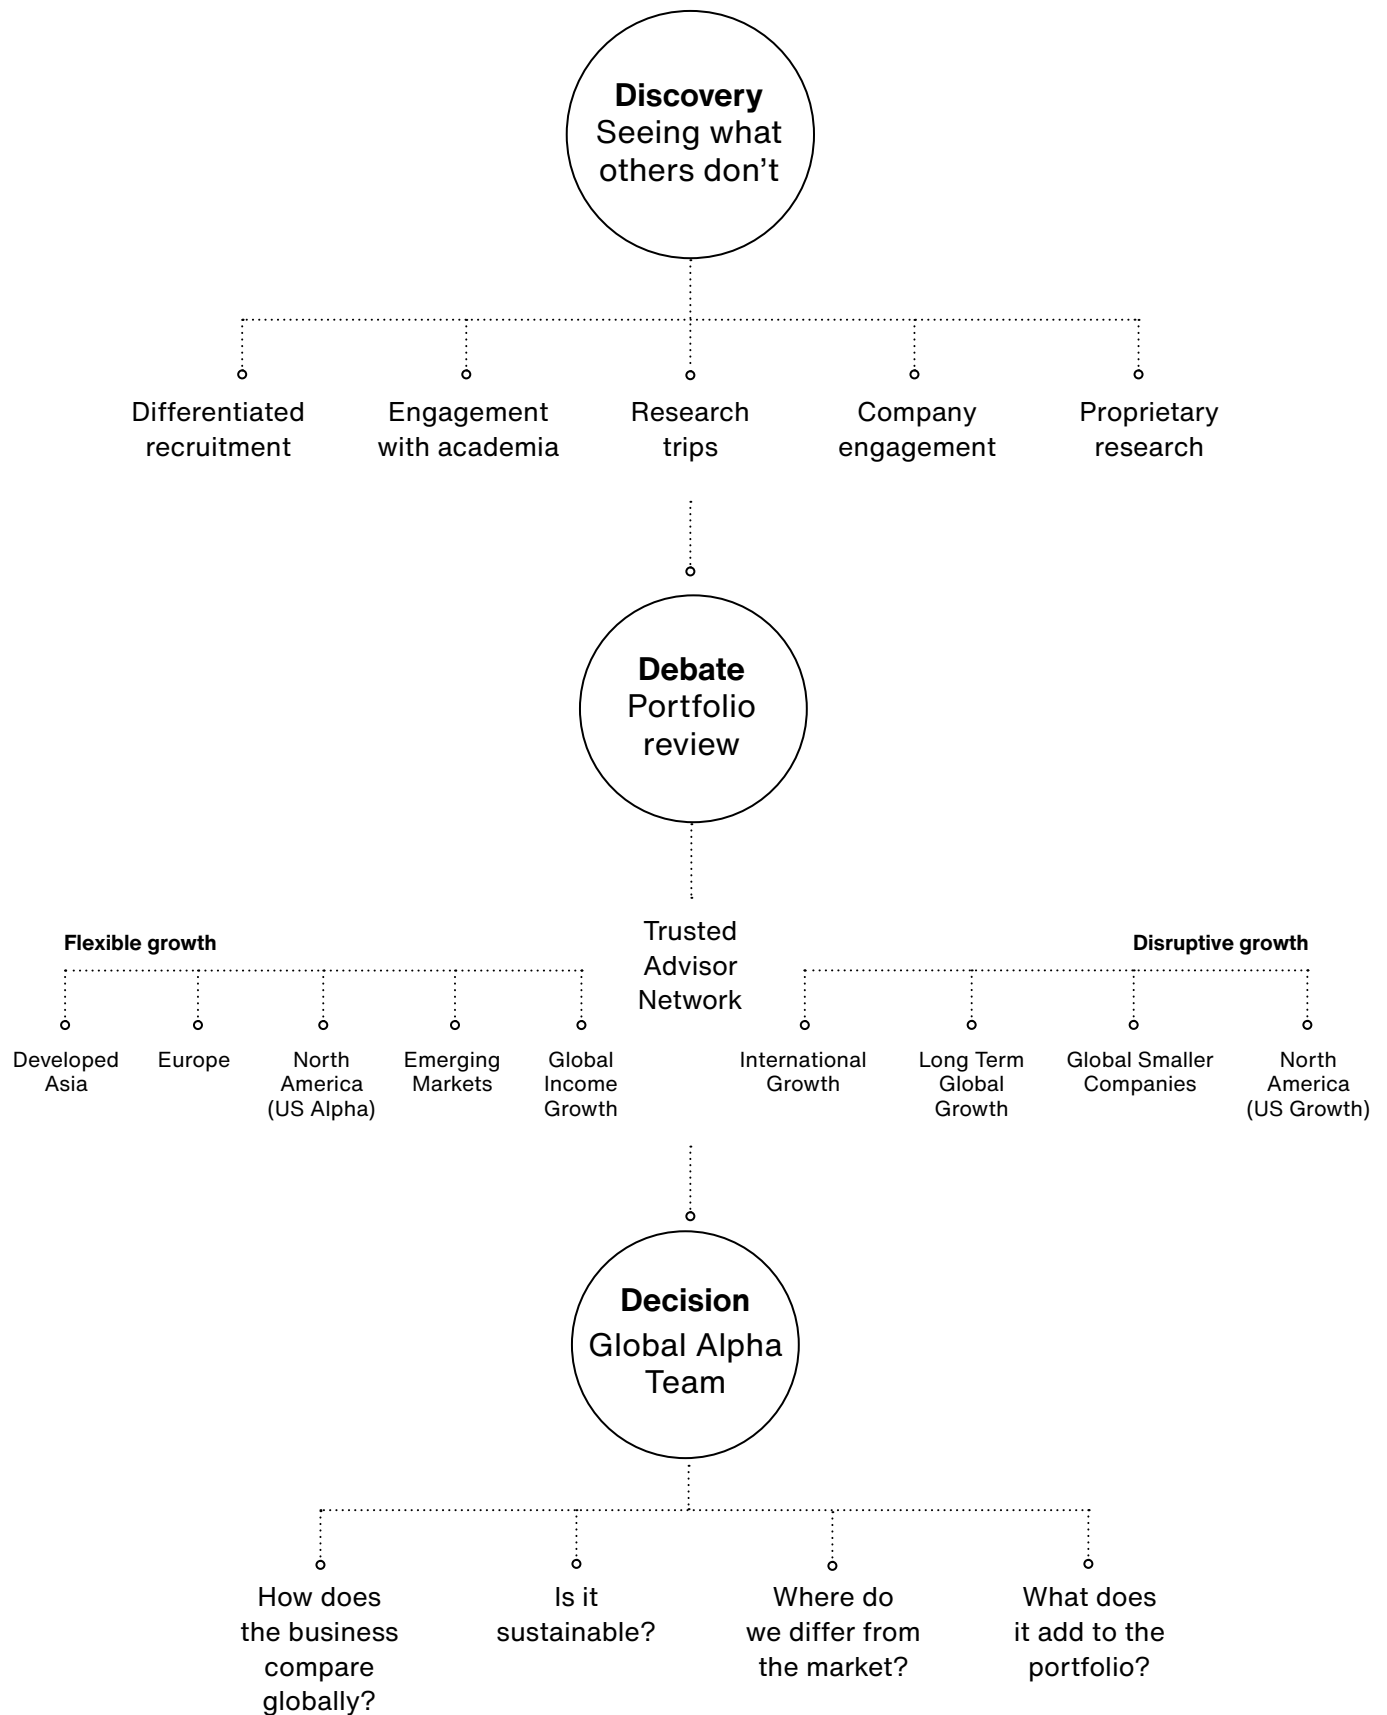 Discovery
Seeing what
others don’t
Differentiated
recruitment
Engagement
with academia
Research
trips
Company
engagement
Proprietary
research
Debate
Portfolio
review
Trusted
Advisor
Network
Flexible growth
Developed
Asia
Europe
North
America
(US Alpha)
Emerging
Markets
Global
Income
Growth
Disruptive growth
International
Growth
Long Term
Global
Growth
Global Smaller
Companies
North
America
(US Growth)
Decision
Global Alpha
Team
How does
the business
compare
globally?
Is it
sustainable?
Where do
we differ from
the market?
What does
it add to the
portfolio?